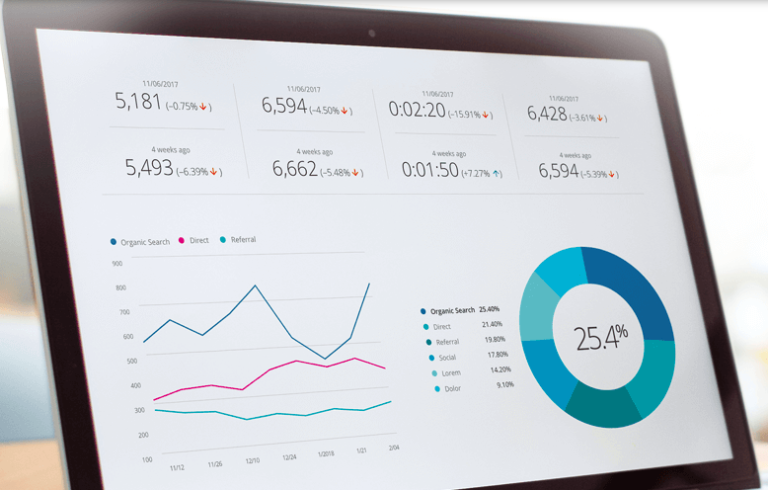 11/06/2017
5,181 (–0.75%↓)
11/06/2017
6,594 (–4.50%↓)
11/06/2017
0:02:20 (–15.91%↓)
11/06/2017
6,428 (–3.61%↓)
4 weeks ago
5,493 (–6.39%↓)
4 weeks ago
6,662 (–5.48%↓)
4 weeks ago
0:01:50 (+7.27%↑)
4 weeks ago
6,594 (–5.39%↓)
Organic Search Direct Referral
900
800
700
600
500
400
300
200
100
11/12 11/26 12/10 12/24 1/2018 1/21 2/04
Organic Search 25.40%
Direct 21.40%
Referral 19.80%
Social 17.80%
Lorem 14.20%
Dolor 9.10%
25.4%